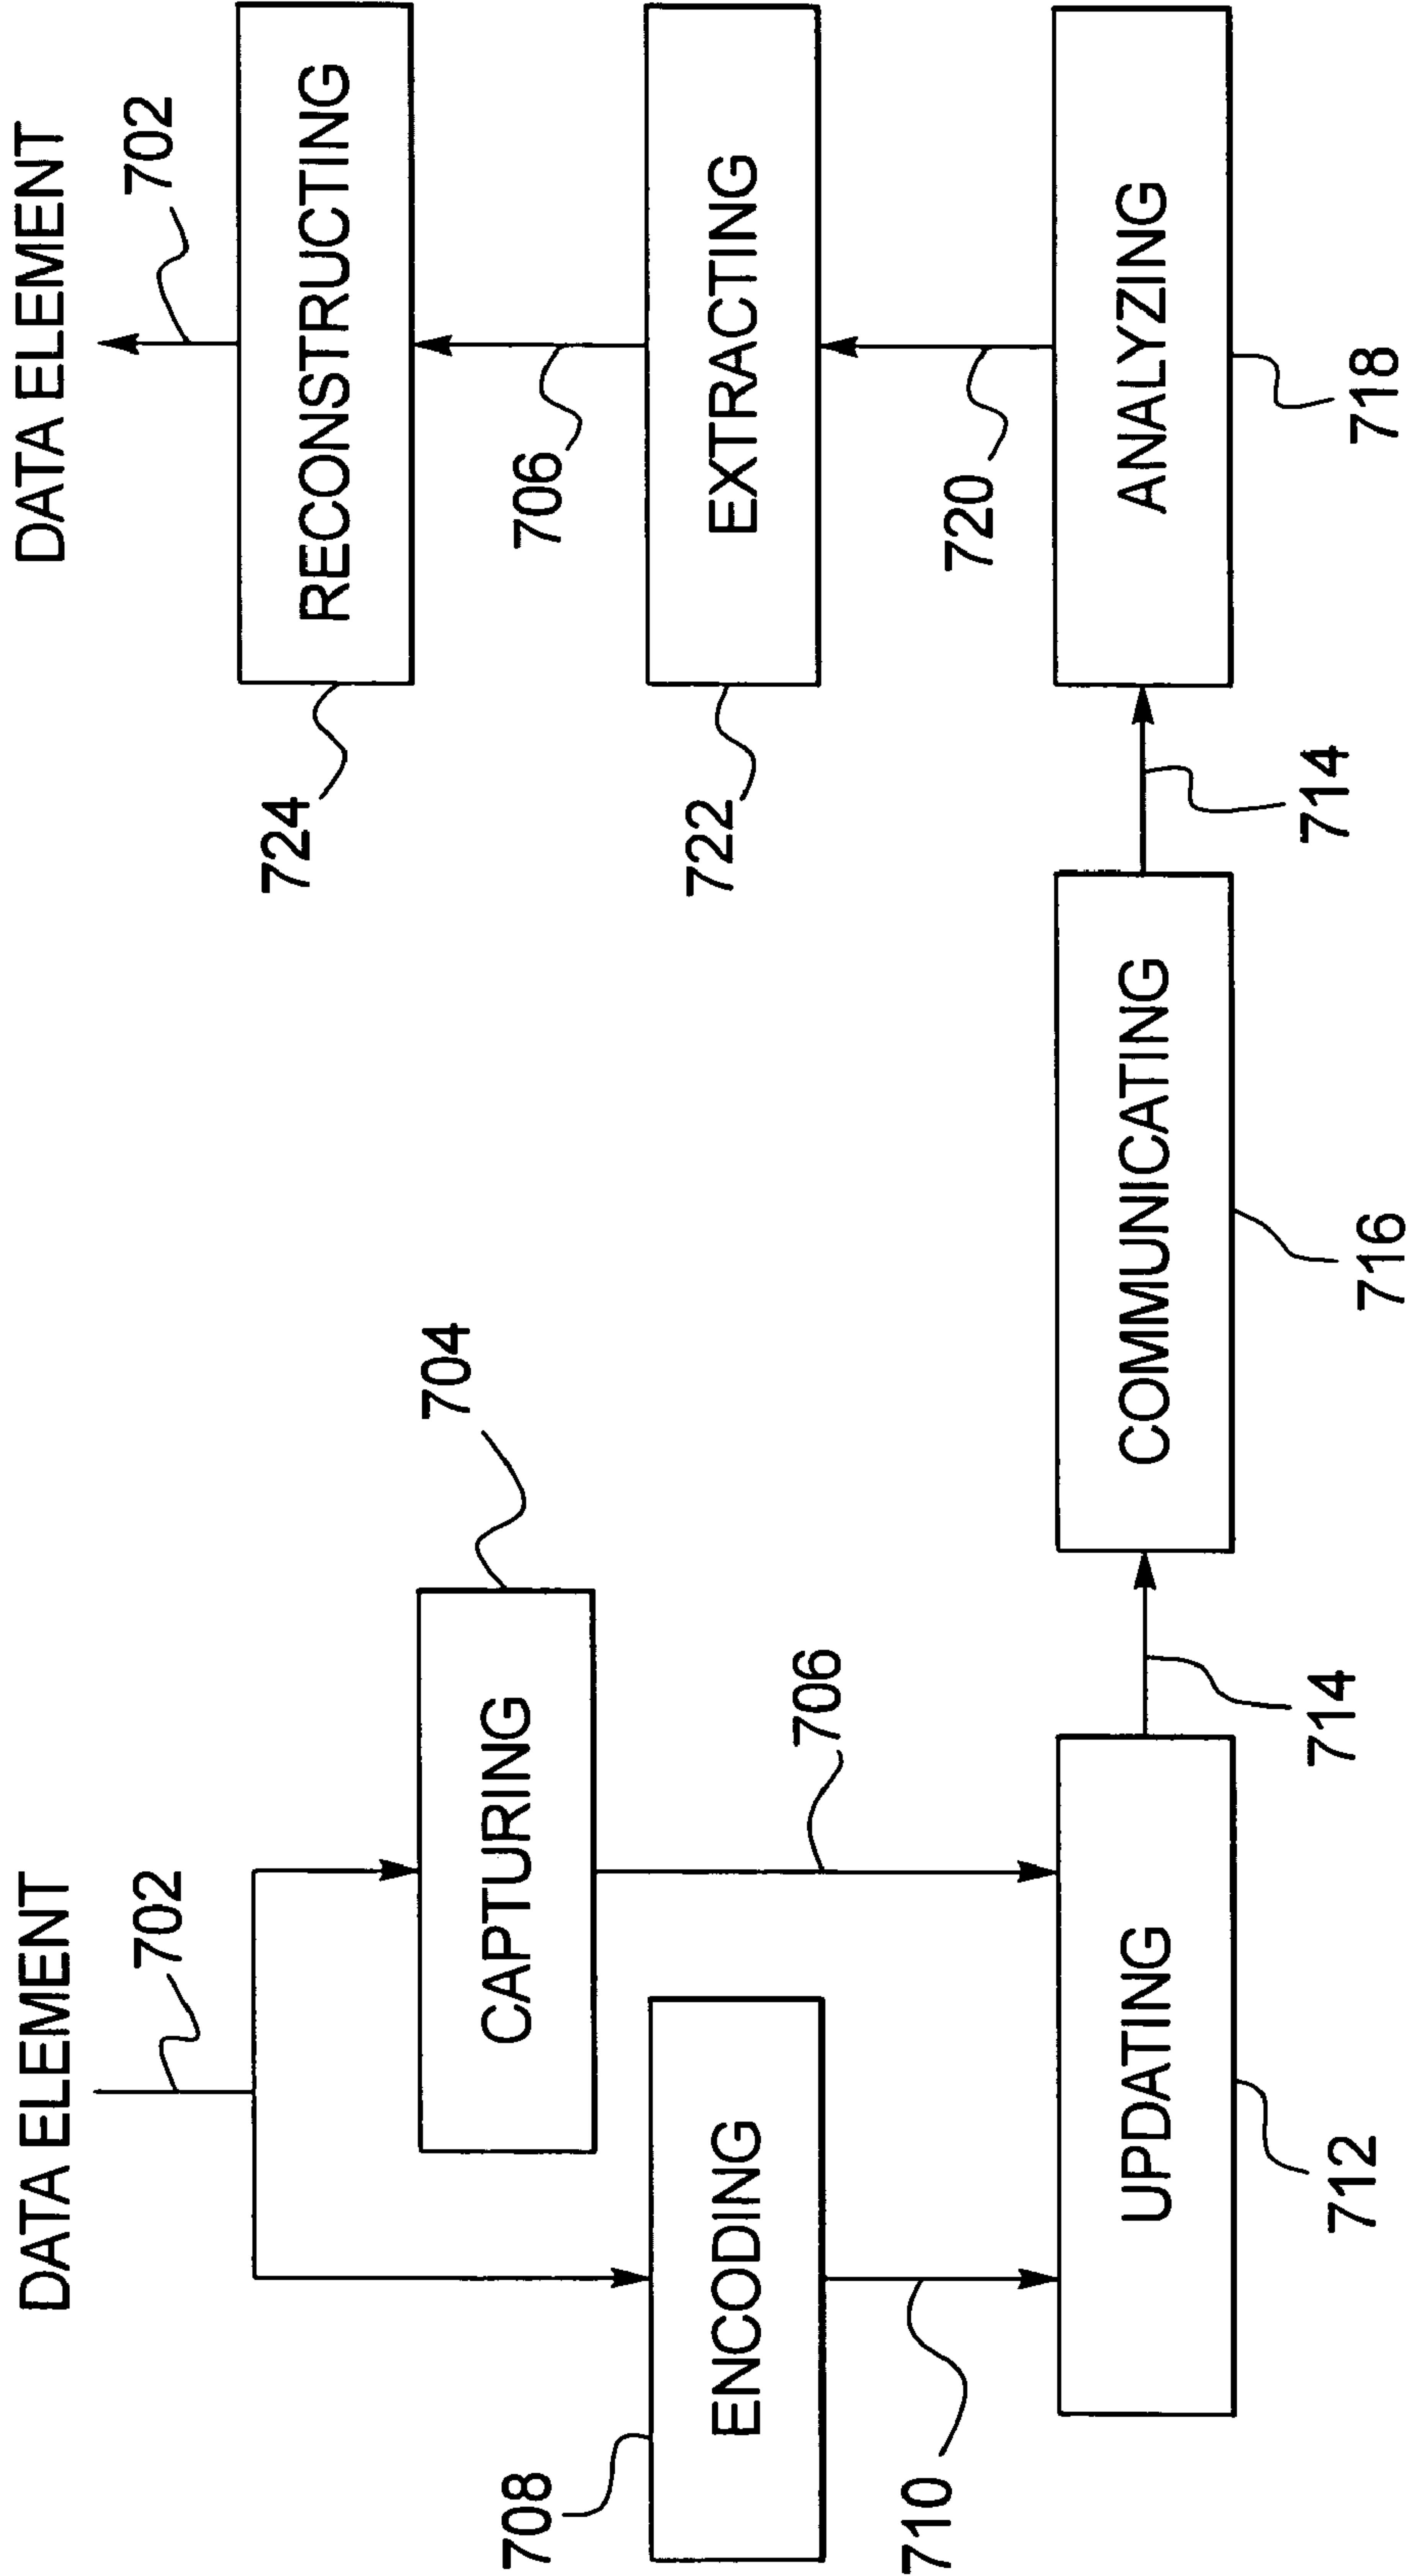 DATA ELEMENT
702
CAPTURING
704
ENCODING
708
706
710
UPDATING
712
714
COMMUNICATING
716
714
ANALYZING
718
720
EXTRACTING
722
706
RECONSTRUCTING
724
702
DATA ELEMENT